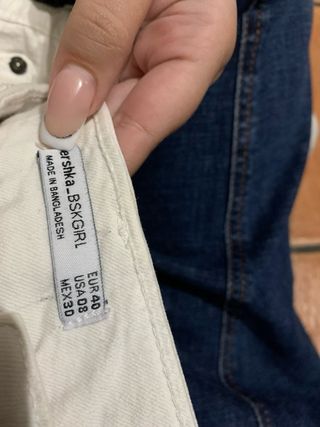 ershka_BSKGIRL
MADE IN BANGLADESH
EUR 40
USA 08
MEX 30